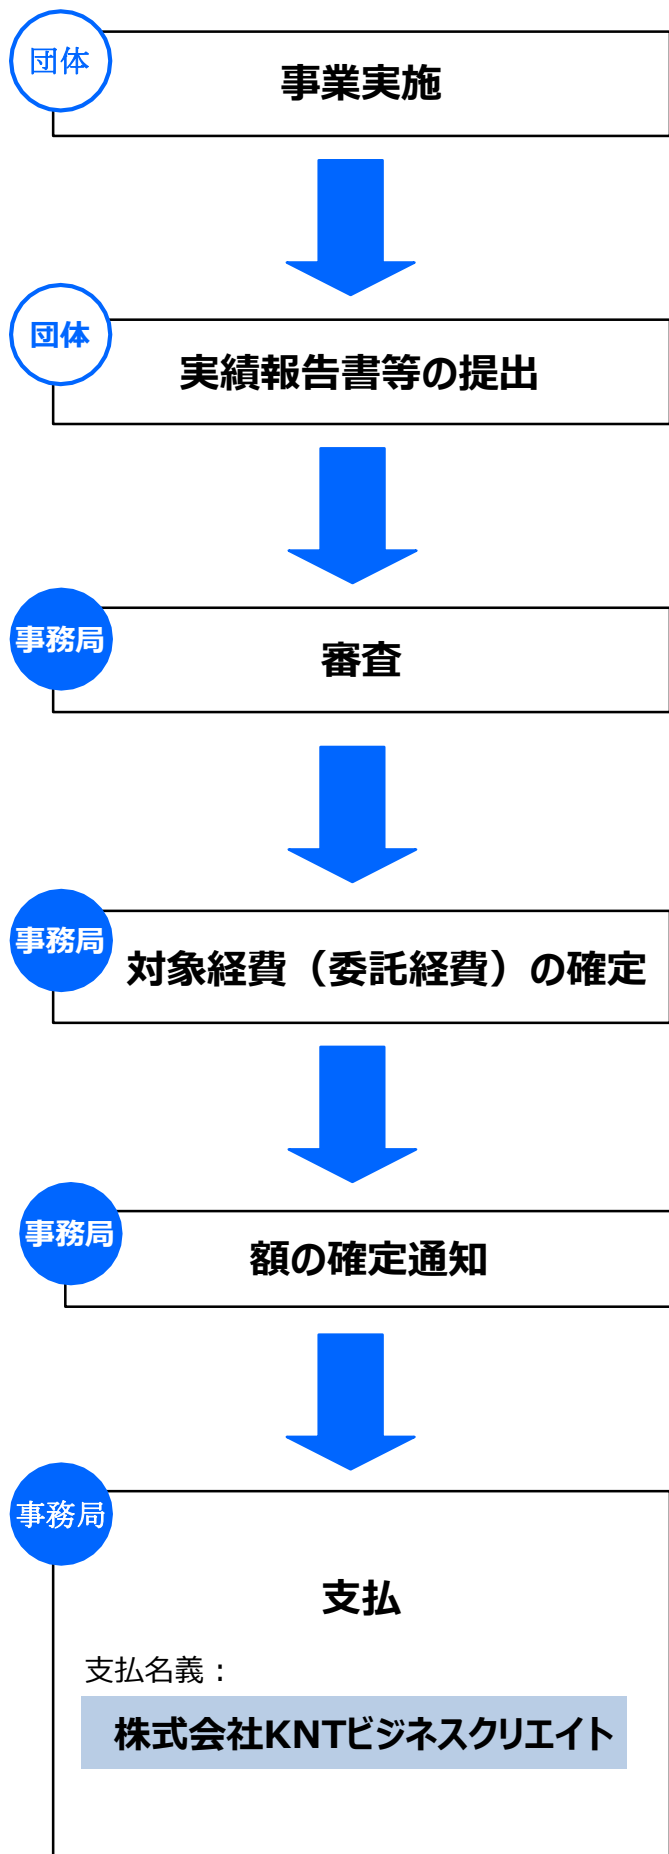 団体
事業実施
団体
実績報告書等の提出
事務局
審査
事務局
対象経費（委託経費）の確定
事務局
額の確定通知
事務局
支払
支払名義：
株式会社KNTビジネスクリエイト